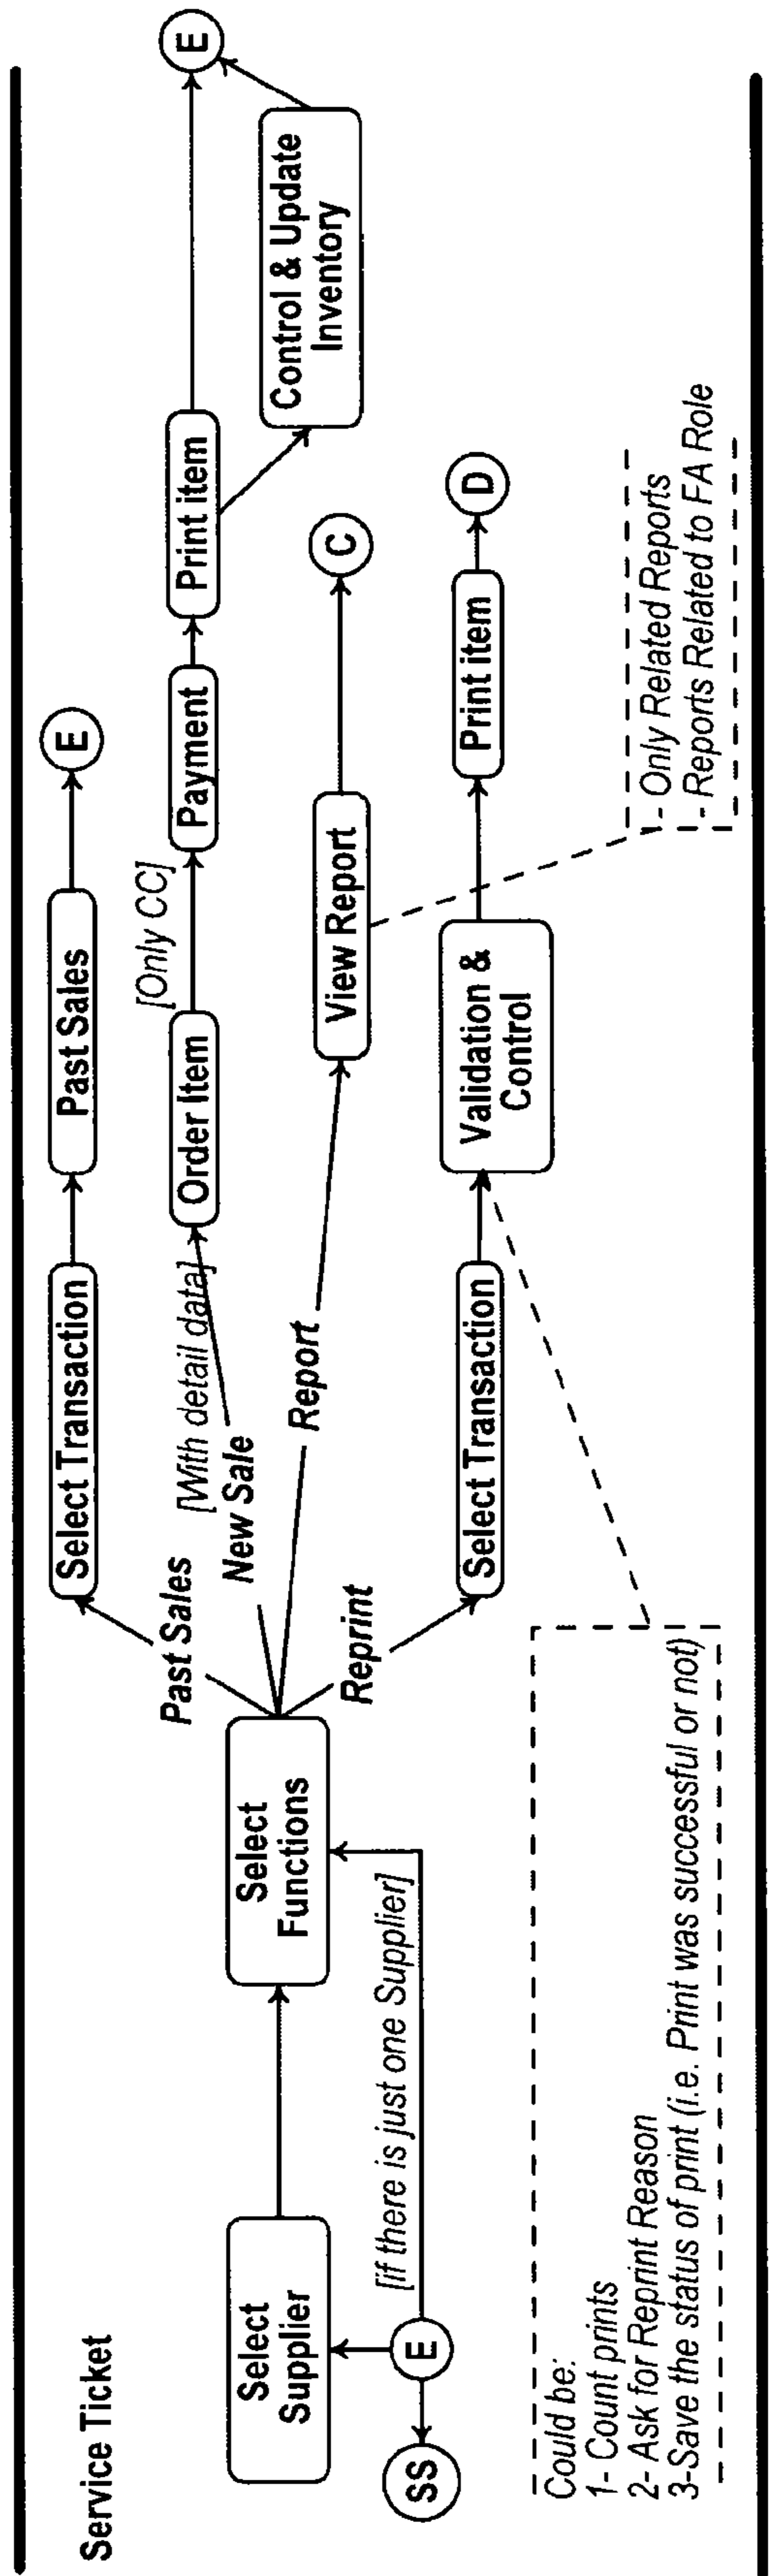 Service Ticket
Select
Supplier
SS
E
[if there is just one Supplier]
Select
Functions
Past Sales
Select Transaction
Past Sales
E
[With detail data]
New Sale
Order Item
[Only CC]
Payment
Print item
E
Control & Update
Inventory
Report
View Report
C
Reprint
Select Transaction
Validation &
Control
Print item
D
Could be:
1- Count prints
2- Ask for Reprint Reason
3-Save the status of print (i.e. Print was successful or not)
- Only Related Reports
- Reports Related to FA Role